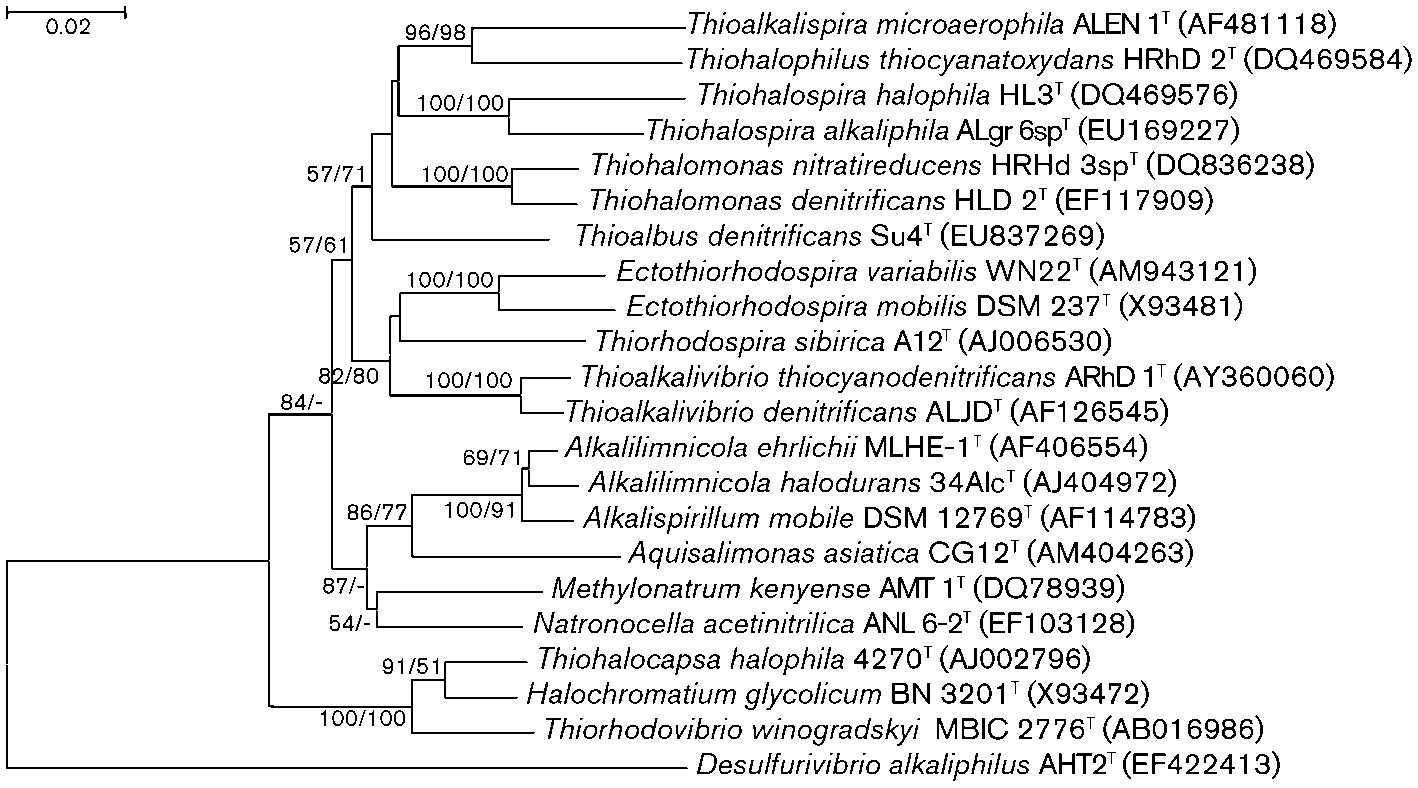 0.02
96/98
Thioalkalispira microaerophila ALEN 1T (AF481118)
Thiohalophilus thiocyanatoxydans HRhD 2T (DQ469584)
100/100
Thiohalospira halophila HL3T (DQ469576)
Thiohalospira alkaliphila ALgr 6spT (EU169227)
57/71
100/100
Thiohalomonas nitratireducens HRHd 3spT (DQ836238)
Thiohalomonas denitrificans HLD 2T (EF117909)
57/61
Thioalbus denitrificans Su4T (EU837269)
100/100
Ectothiorhodospira variabilis WN22T (AM943121)
Ectothiorhodospira mobilis DSM 237T (X93481)
Thiorhodospira sibirica A12T (AJ006530)
82/80
100/100
Thioalkalivibrio thiocyanodenitrificans ARhD 1T (AY360060)
84/-
Thioalkalivibrio denitrificans ALJDT (AF126545)
69/71
Alkalilimnicola ehrlichii MLHE-1T (AF406554)
Alkalilimnicola halodurans 34AlcT (AJ404972)
86/77
100/91
Alkalispirillum mobile DSM 12769T (AF114783)
Aquisalimonas asiatica CG12T (AM404263)
87/-
Methylonatrum kenyense AMT 1T (DQ78939)
54/-
Natronocella acetinitrilica ANL 6-2T (EF103128)
91/51
Thiohalocapsa halophila 4270T (AJ002796)
Halochromatium glycolicum BN 3201T (X93472)
100/100
Thiorhodovibrio winogradskyi MBIC 2776T (AB016986)
Desulfurivibrio alkaliphilus AHT2T (EF422413)